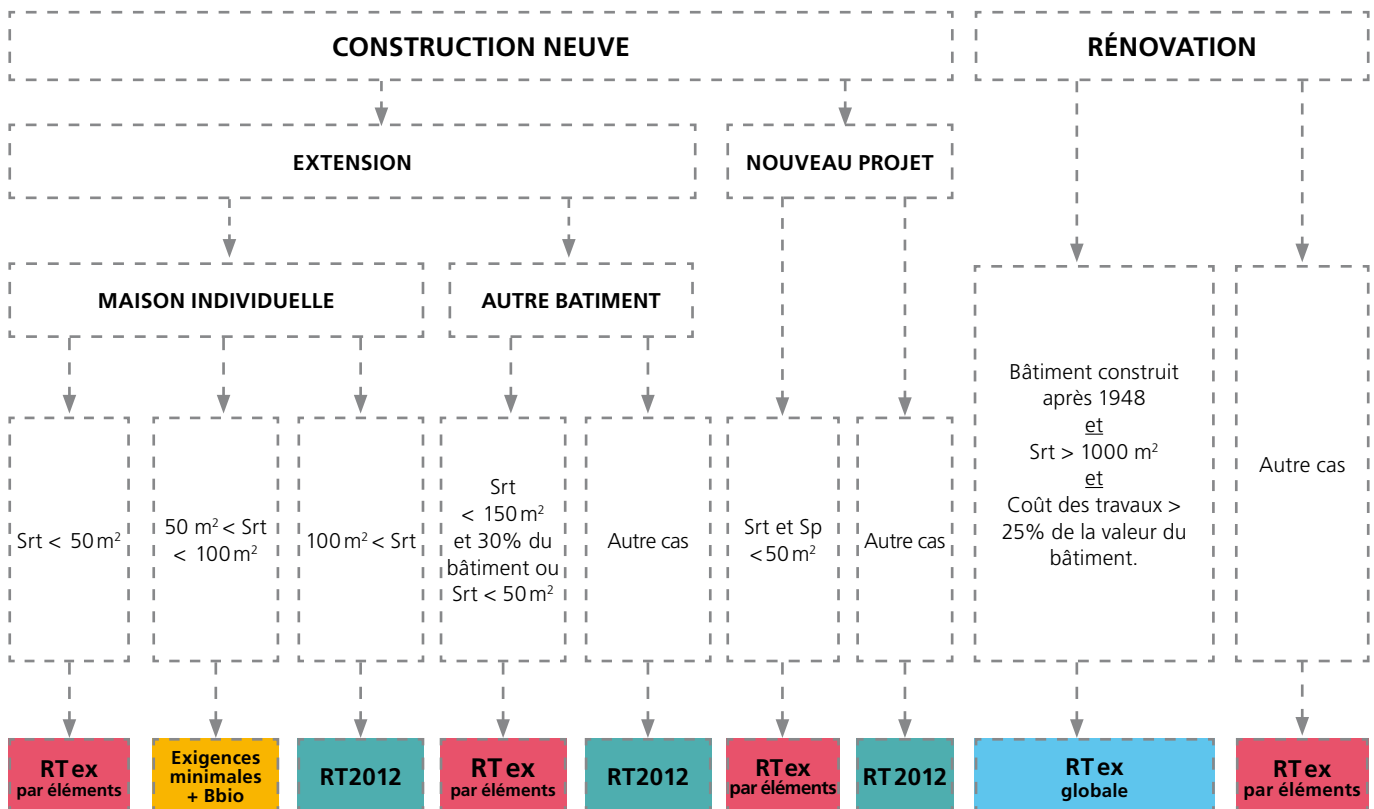 CONSTRUCTION NEUVE
RÉNOVATION
EXTENSION
NOUVEAU PROJET
MAISON INDIVIDUELLE
AUTRE BATIMENT
Srt < 50 m²
50 m² < Srt
< 100 m²
100 m² < Srt
Srt
< 150 m²
et 30% du
bâtiment ou
Srt < 50 m²
Autre cas
Srt et Sp
< 50 m²
Autre cas
Bâtiment construit
après 1948
et
Srt > 1000 m²
et
Coût des travaux >
25% de la valeur du
bâtiment.
Autre cas
RT ex
par éléments
Exigences
minimales
+ Bbio
RT2012
RT ex
par éléments
RT2012
RT ex
par éléments
RT2012
RT ex
globale
RT ex
par éléments